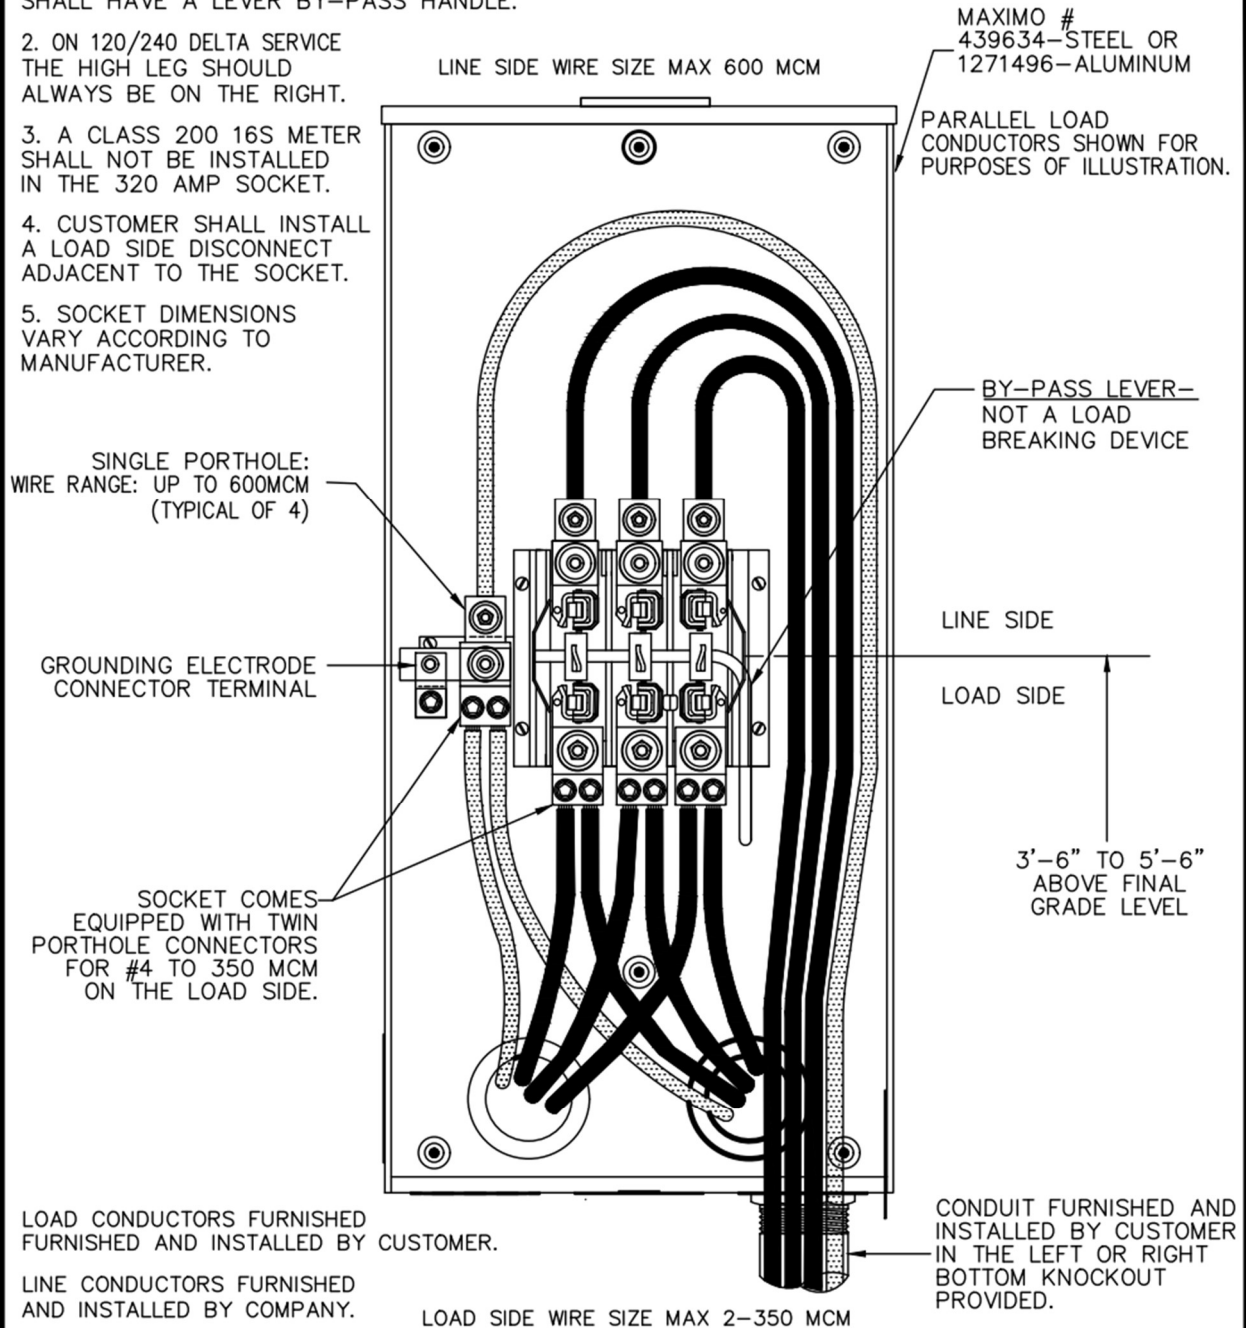 SHALL HAVE A LEVER BY-PASS HANDLE.
2. ON 120/240 DELTA SERVICE
THE HIGH LEG SHOULD
ALWAYS BE ON THE RIGHT.
3. A CLASS 200 16S METER
SHALL NOT BE INSTALLED
IN THE 320 AMP SOCKET.
4. CUSTOMER SHALL INSTALL
A LOAD SIDE DISCONNECT
ADJACENT TO THE SOCKET.
5. SOCKET DIMENSIONS
VARY ACCORDING TO
MANUFACTURER.
LINE SIDE WIRE SIZE MAX 600 MCM
MAXIMO #
439634-STEEL OR
1271496-ALUMINUM
PARALLEL LOAD
CONDUCTORS SHOWN FOR
PURPOSES OF ILLUSTRATION.
BY-PASS LEVER-
NOT A LOAD
BREAKING DEVICE
SINGLE PORTHOLE:
WIRE RANGE: UP TO 600MCM
(TYPICAL OF 4)
LINE SIDE
LOAD SIDE
GROUNDING ELECTRODE
CONNECTOR TERMINAL
3'-6" TO 5'-6"
ABOVE FINAL
GRADE LEVEL
SOCKET COMES
EQUIPPED WITH TWIN
PORTHOLE CONNECTORS
FOR #4 TO 350 MCM
ON THE LOAD SIDE.
LOAD CONDUCTORS FURNISHED
FURNISHED AND INSTALLED BY CUSTOMER.
LINE CONDUCTORS FURNISHED
AND INSTALLED BY COMPANY.
LOAD SIDE WIRE SIZE MAX 2-350 MCM
CONDUIT FURNISHED AND
INSTALLED BY CUSTOMER
IN THE LEFT OR RIGHT
BOTTOM KNOCKOUT
PROVIDED.